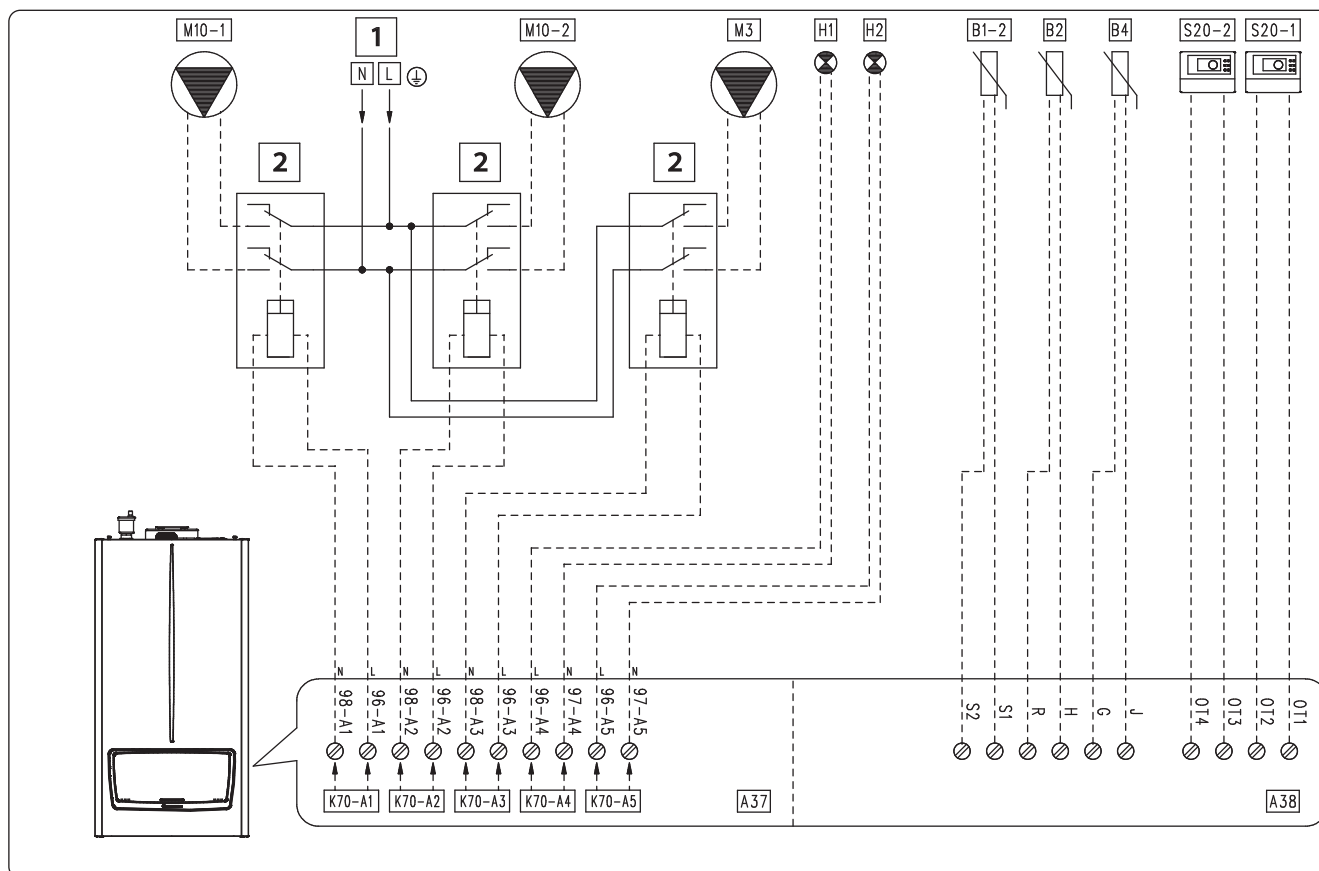 M10-1
1
M10-2
M3
H1
H2
B1-2
B2
B4
S20-2
S20-1
N
L
2
2
2
N
L
N
L
N
L
L
N
L
N
98-A1
96-A1
98-A2
96-A2
98-A3
96-A3
96-A4
97-A4
96-A5
97-A5
S2
S1
R
H
G
J
OT4
OT3
OT2
OT1
K70-A1
K70-A2
K70-A3
K70-A4
K70-A5
A37
A38